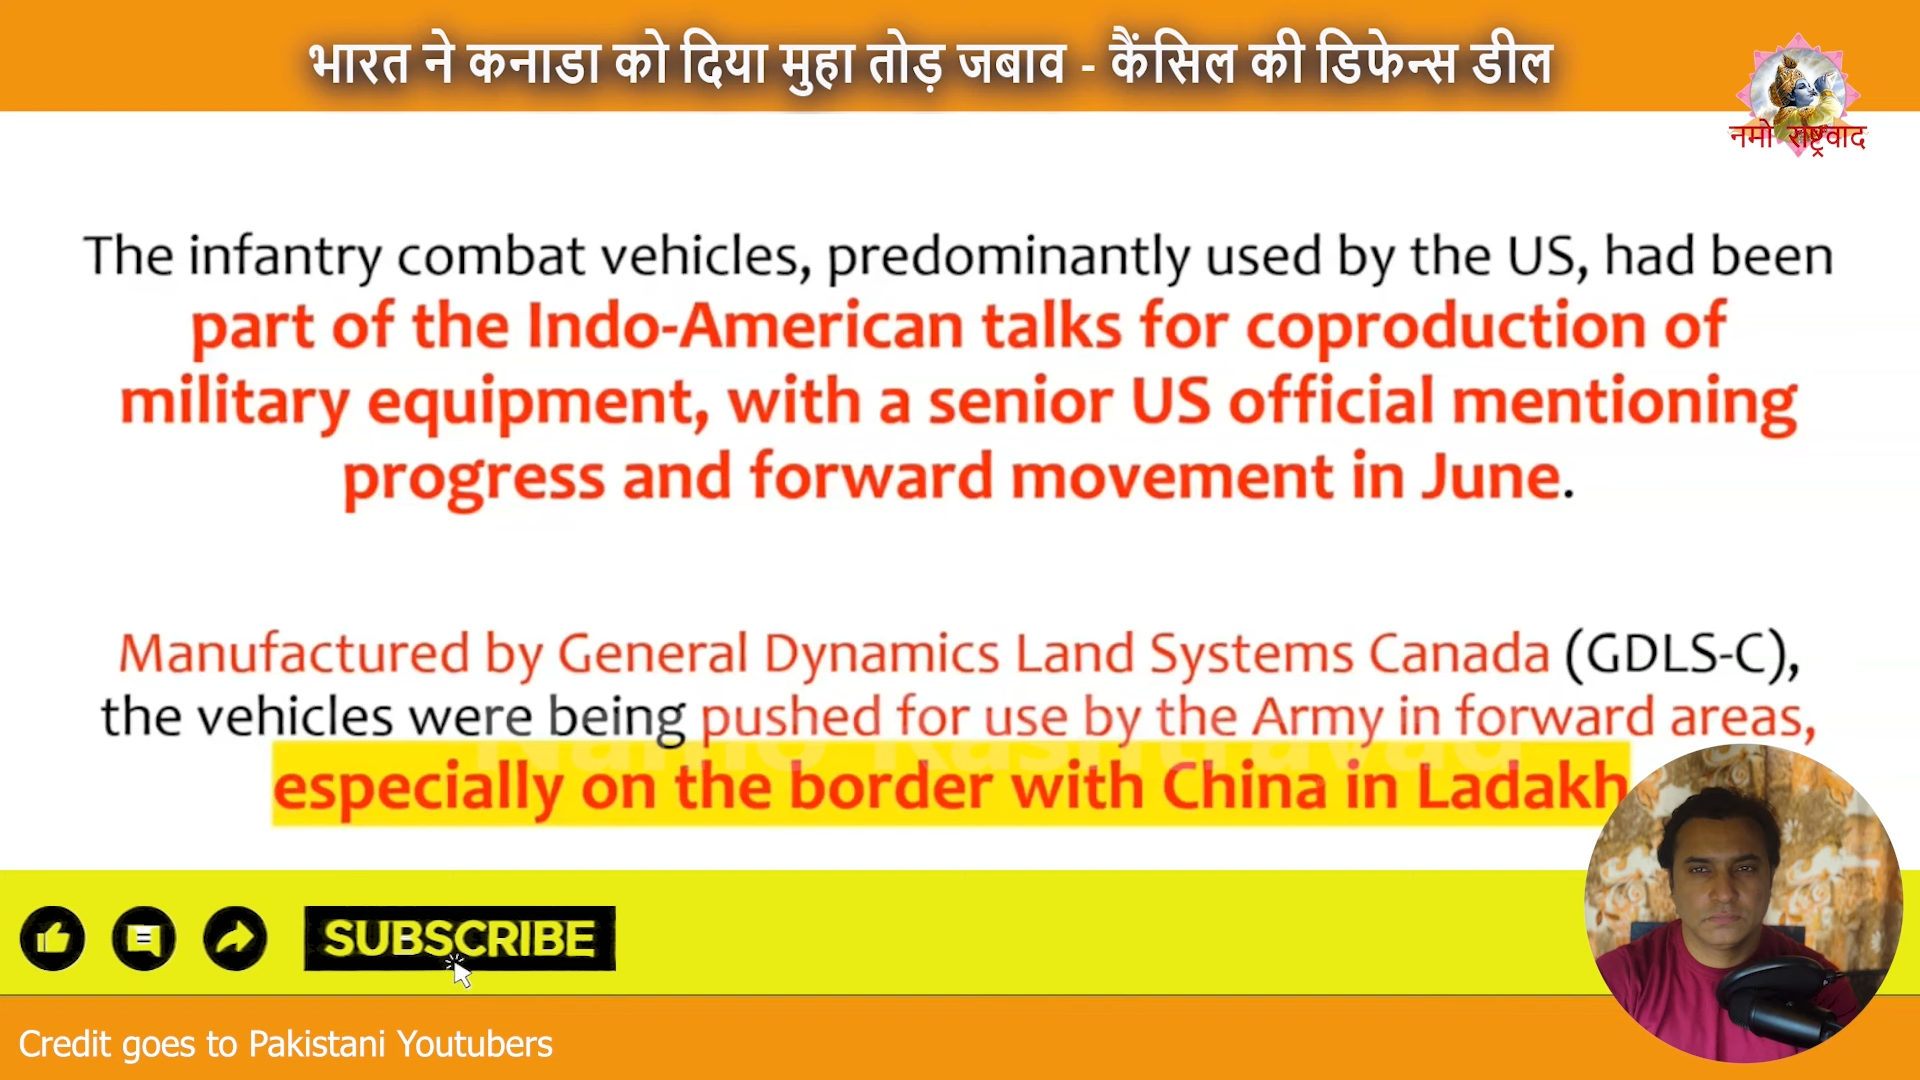 भारत ने कनाडा को दिया मुहा तोड़ जबाव - कैंसिल की डिफेन्स डील
नमो राष्ट्रवाद
The infantry combat vehicles, predominantly used by the US, had been
part of the Indo-American talks for coproduction of
military equipment, with a senior US official mentioning
progress and forward movement in June.
Manufactured by General Dynamics Land Systems Canada (GDLS-C),
the vehicles were being pushed for use by the Army in forward areas,
Namo Rashtravad
especially on the border with China in Ladakh
SUBSCRIBE
Credit goes to Pakistani Youtubers